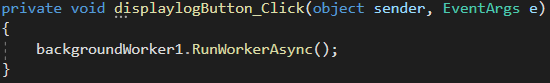 private void displaylogButton_Click(object sender, EventArgs e)
{
backgroundWorker1.RunWorkerAsync();
}